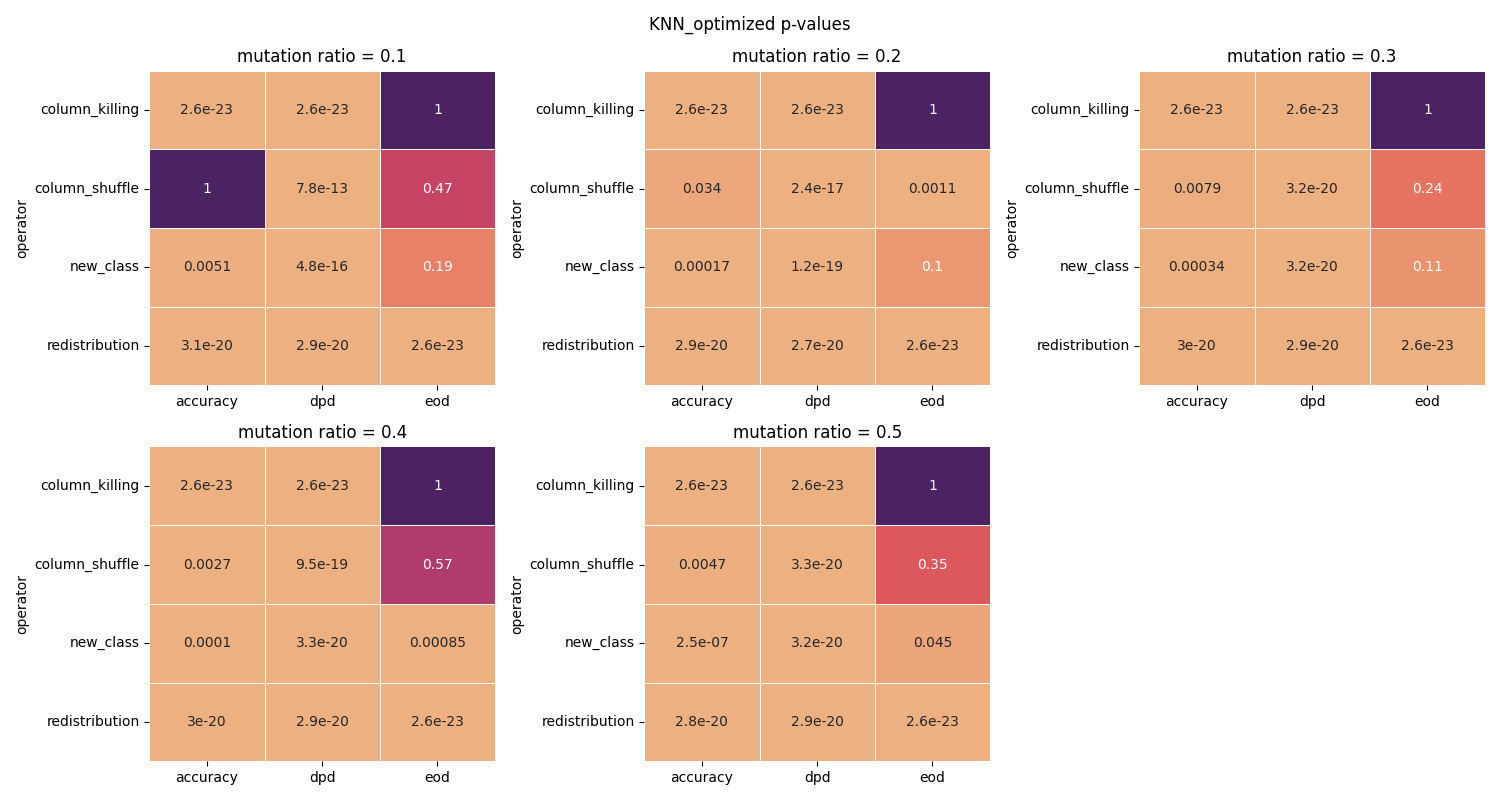 KNN_optimized p-values
mutation ratio = 0.1
operator
column_killing 2.6e-23 2.6e-23 1
column_shuffle 1 7.8e-13 0.47
new_class 0.0051 4.8e-16 0.19
redistribution 3.1e-20 2.9e-20 2.6e-23
accuracy dpd eod
mutation ratio = 0.2
operator
column_killing 2.6e-23 2.6e-23 1
column_shuffle 0.034 2.4e-17 0.0011
new_class 0.00017 1.2e-19 0.1
redistribution 2.9e-20 2.7e-20 2.6e-23
accuracy dpd eod
mutation ratio = 0.3
operator
column_killing 2.6e-23 2.6e-23 1
column_shuffle 0.0079 3.2e-20 0.24
new_class 0.00034 3.2e-20 0.11
redistribution 3e-20 2.9e-20 2.6e-23
accuracy dpd eod
mutation ratio = 0.4
operator
column_killing 2.6e-23 2.6e-23 1
column_shuffle 0.0027 9.5e-19 0.57
new_class 0.0001 3.3e-20 0.00085
redistribution 3e-20 2.9e-20 2.6e-23
accuracy dpd eod
mutation ratio = 0.5
operator
column_killing 2.6e-23 2.6e-23 1
column_shuffle 0.0047 3.3e-20 0.35
new_class 2.5e-07 3.2e-20 0.045
redistribution 2.8e-20 2.9e-20 2.6e-23
accuracy dpd eod